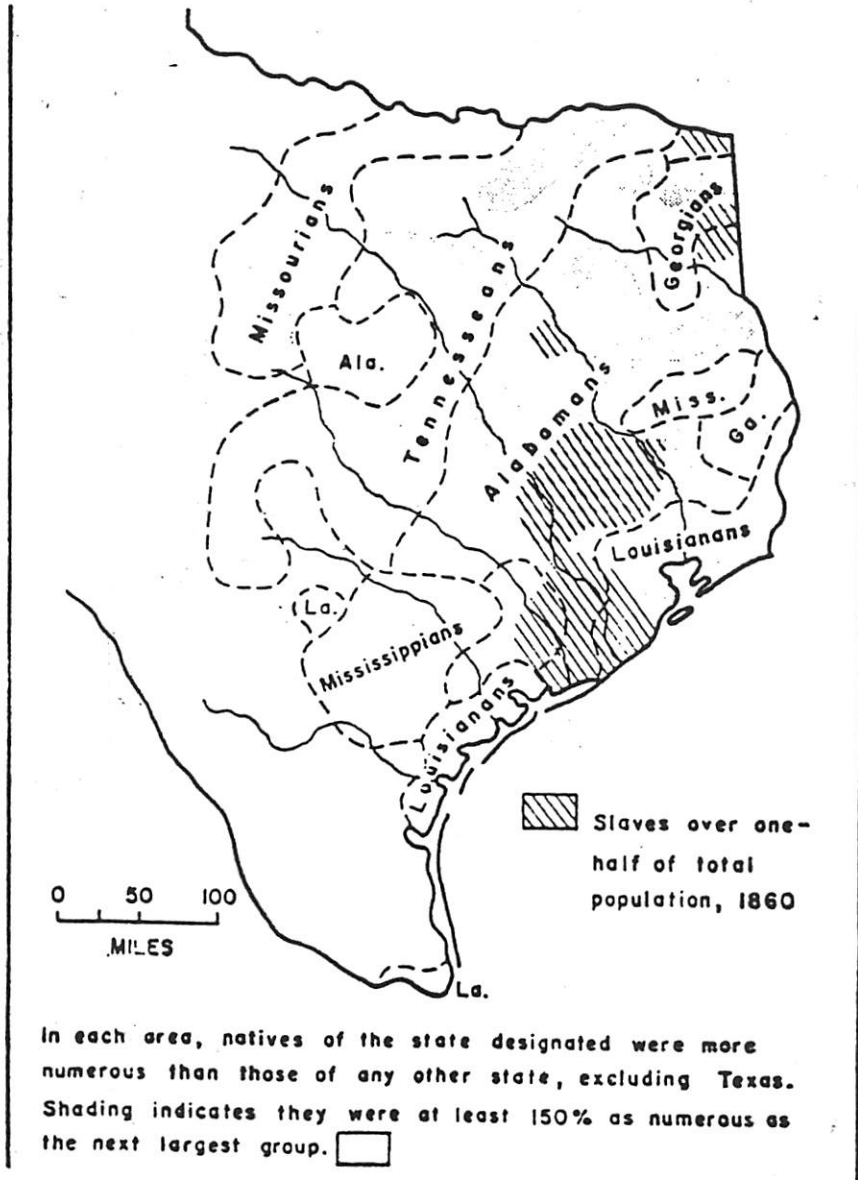 Missourians
Tennesseans
Georgians
Ala.
Alabamans
Miss.
Ga.
Louisianans
La.
Mississippians
Louisianans
Slaves over one-
half of total
population, 1860
0 50 100
MILES
La.
In each area, natives of the state designated were more
numerous than those of any other state, excluding Texas.
Shading indicates they were at least 150% as numerous as
the next largest group.